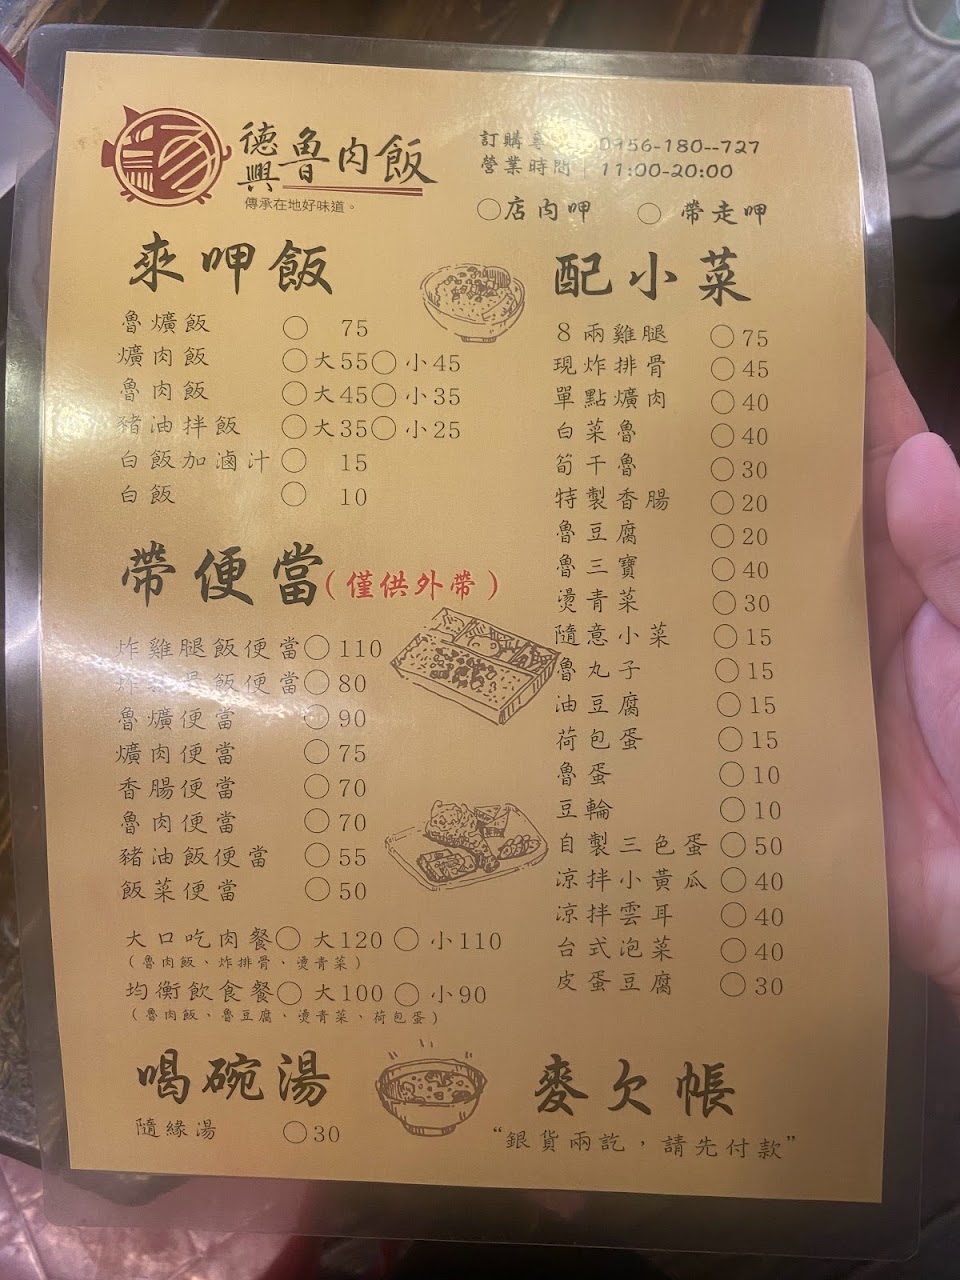 德興魯肉飯
傳承在地好味道。
訂購專 0956-180--727
營業時間｜11:00-20:00
○店內呷 ○帶走呷
來呷飯
魯爌飯 ○ 75
爌肉飯 ○大55○小45
魯肉飯 ○大45○小35
豬油拌飯 ○大35○小25
白飯加滷汁○ 15
白飯 ○ 10
帶便當(僅供外帶)
炸雞腿飯便當○110
炸 骨飯便當○80
魯爌便當 ○90
爌肉便當 ○75
香腸便當 ○70
魯肉便當 ○70
豬油飯便當 ○55
飯菜便當 ○50
大口吃肉餐○ 大120 ○ 小110
(魯肉飯、炸排骨、燙青菜)
均衡飲食餐○ 大100 ○ 小90
(魯肉飯、魯豆腐、燙青菜、荷包蛋)
喝碗湯
隨緣湯 ○30
配小菜
8兩雞腿 ○75
現炸排骨 ○45
單點爌肉 ○40
白菜魯 ○40
筍干魯 ○30
特製香腸 ○20
魯豆腐 ○20
魯三寶 ○40
燙青菜 ○30
隨意小菜 ○15
魯丸子 ○15
油豆腐 ○15
荷包蛋 ○15
魯蛋 ○10
豆輪 ○10
自製三色蛋 ○50
涼拌小黃瓜 ○40
涼拌雲耳 ○40
台式泡菜 ○40
皮蛋豆腐 ○30
麥欠帳
“銀貨兩訖，請先付款”